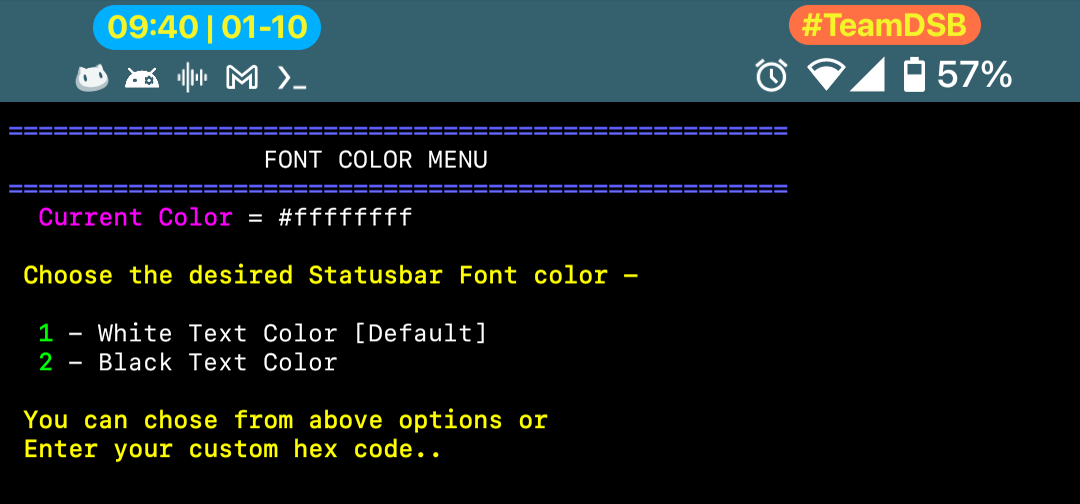 09:40 | 01-10
#TeamDSB
57%
====================================================
FONT COLOR MENU
====================================================
Current Color = #ffffffff
Choose the desired Statusbar Font color –
1 – White Text Color [Default]
2 – Black Text Color
You can chose from above options or
Enter your custom hex code..